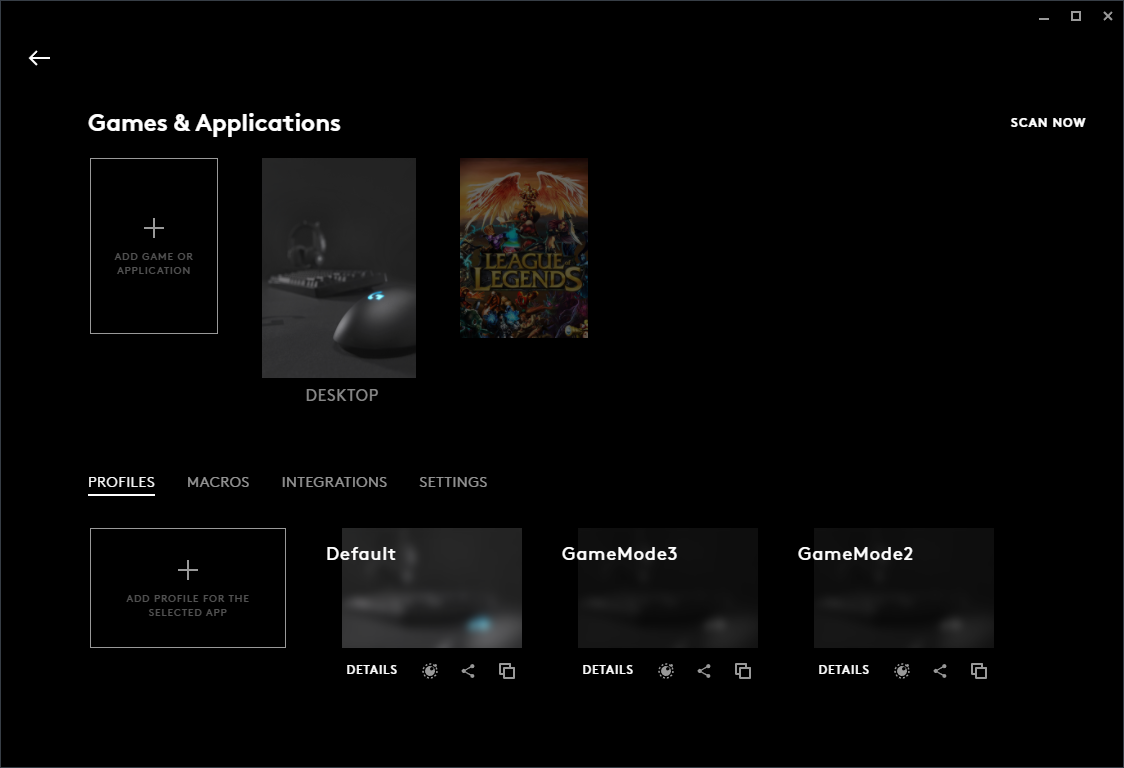 Games & Applications
SCAN NOW
ADD GAME OR
APPLICATION
LEAGUE
LEGENDS
DESKTOP
PROFILES
MACROS
INTEGRATIONS
SETTINGS
ADD PROFILE FOR THE
SELECTED APP
Default
GameMode3
GameMode2
DETAILS
DETAILS
DETAILS